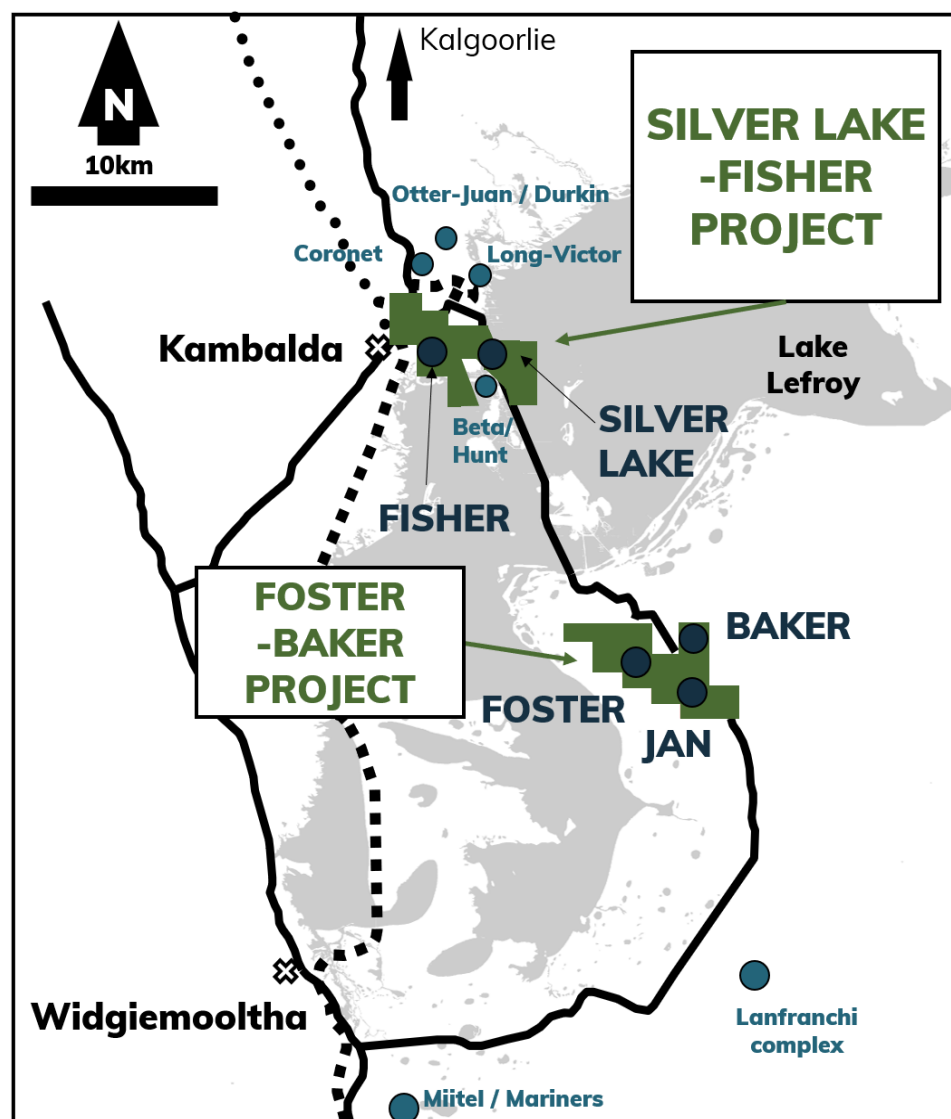 Kalgoorlie
N
10km
SILVER LAKE
-FISHER
PROJECT
Otter-Juan / Durkin
Coronet
Long-Victor
Kambalda
Lake
Lefroy
Beta/
Hunt
SILVER
LAKE
FISHER
FOSTER
-BAKER
PROJECT
BAKER
FOSTER
JAN
Widgiemooltha
Lanfranchi
complex
Miitel / Mariners